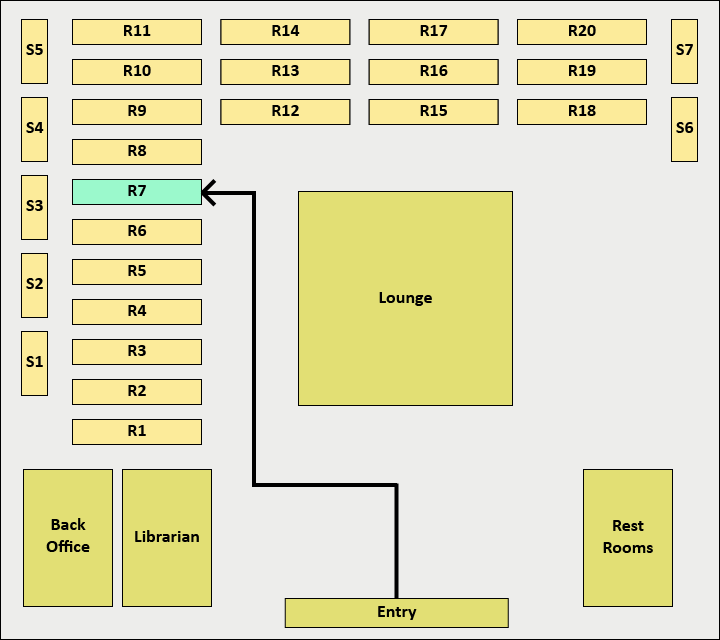 S5
R11
R14
R17
R20
S7
R10
R13
R16
R19
S4
R9
R12
R15
R18
S6
R8
S3
R7
R6
S2
R5
R4
S1
R3
R2
R1
Lounge
Back
Office
Librarian
Rest
Rooms
Entry